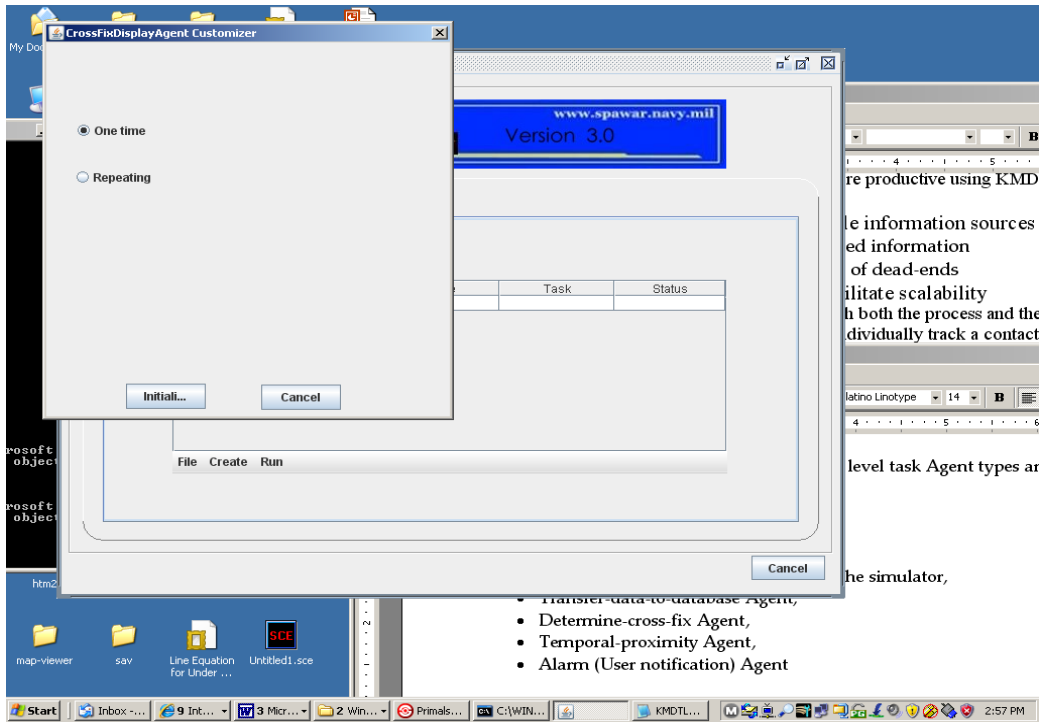 My Doc
CrossFixDisplayAgent Customizer
One time
Repeating
Initiali...
Cancel
www.spawar.navy.mil
Version 3.0
Task Status
File Create Run
Cancel
B
4 5
re productive using KMD
le information sources
ed information
of dead-ends
ilitate scalability
h both the process and the
dividually track a contact
latino Linotype 14 B
4 5 6
level task Agent types ar
he simulator,
• Transfer-data-to-database Agent,
• Determine-cross-fix Agent,
• Temporal-proximity Agent,
• Alarm (User notification) Agent
rosoft
object
rosoft
object
htm2
map-viewer
sav
Line Equation
for Under ...
SCE
Untitled1.sce
Start Inbox -... 9 Int... 3 Micr... 2 Win... Primals... C:\WIN... KMDTL... 2:57 PM